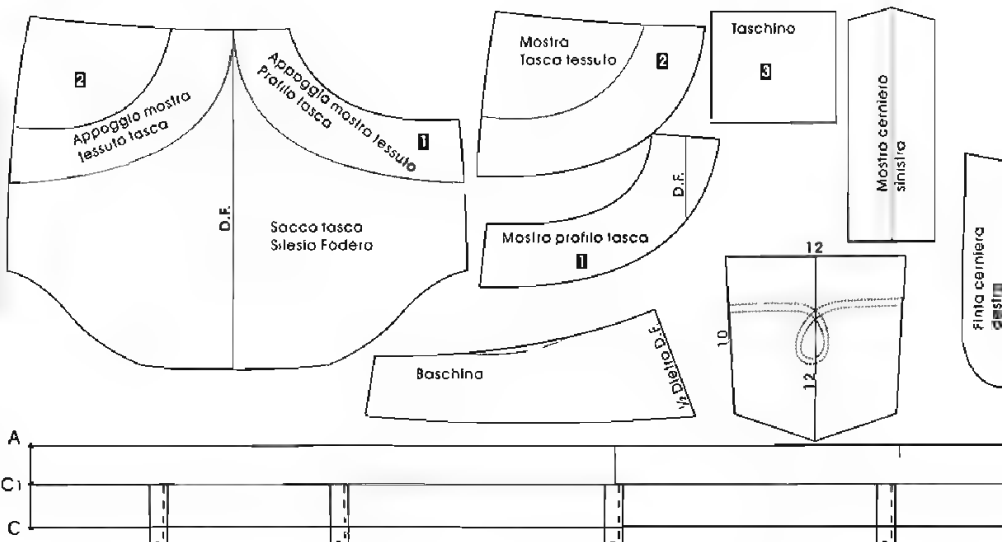 2
Appoggio mostra
tessuto tasca
Appoggio mostra tessuto
Profilo tasca
1
D.F.
Sacco tasca
Silesia Fodera
Mostra
Tasca tessuto
2
Taschino
3
Mostra cerniera
sinistra
D.F.
Mostra profilo tasca
1
12
10
12
Finta cerniera
destra
Baschina
½ Dietro D.F.
A
C1
C